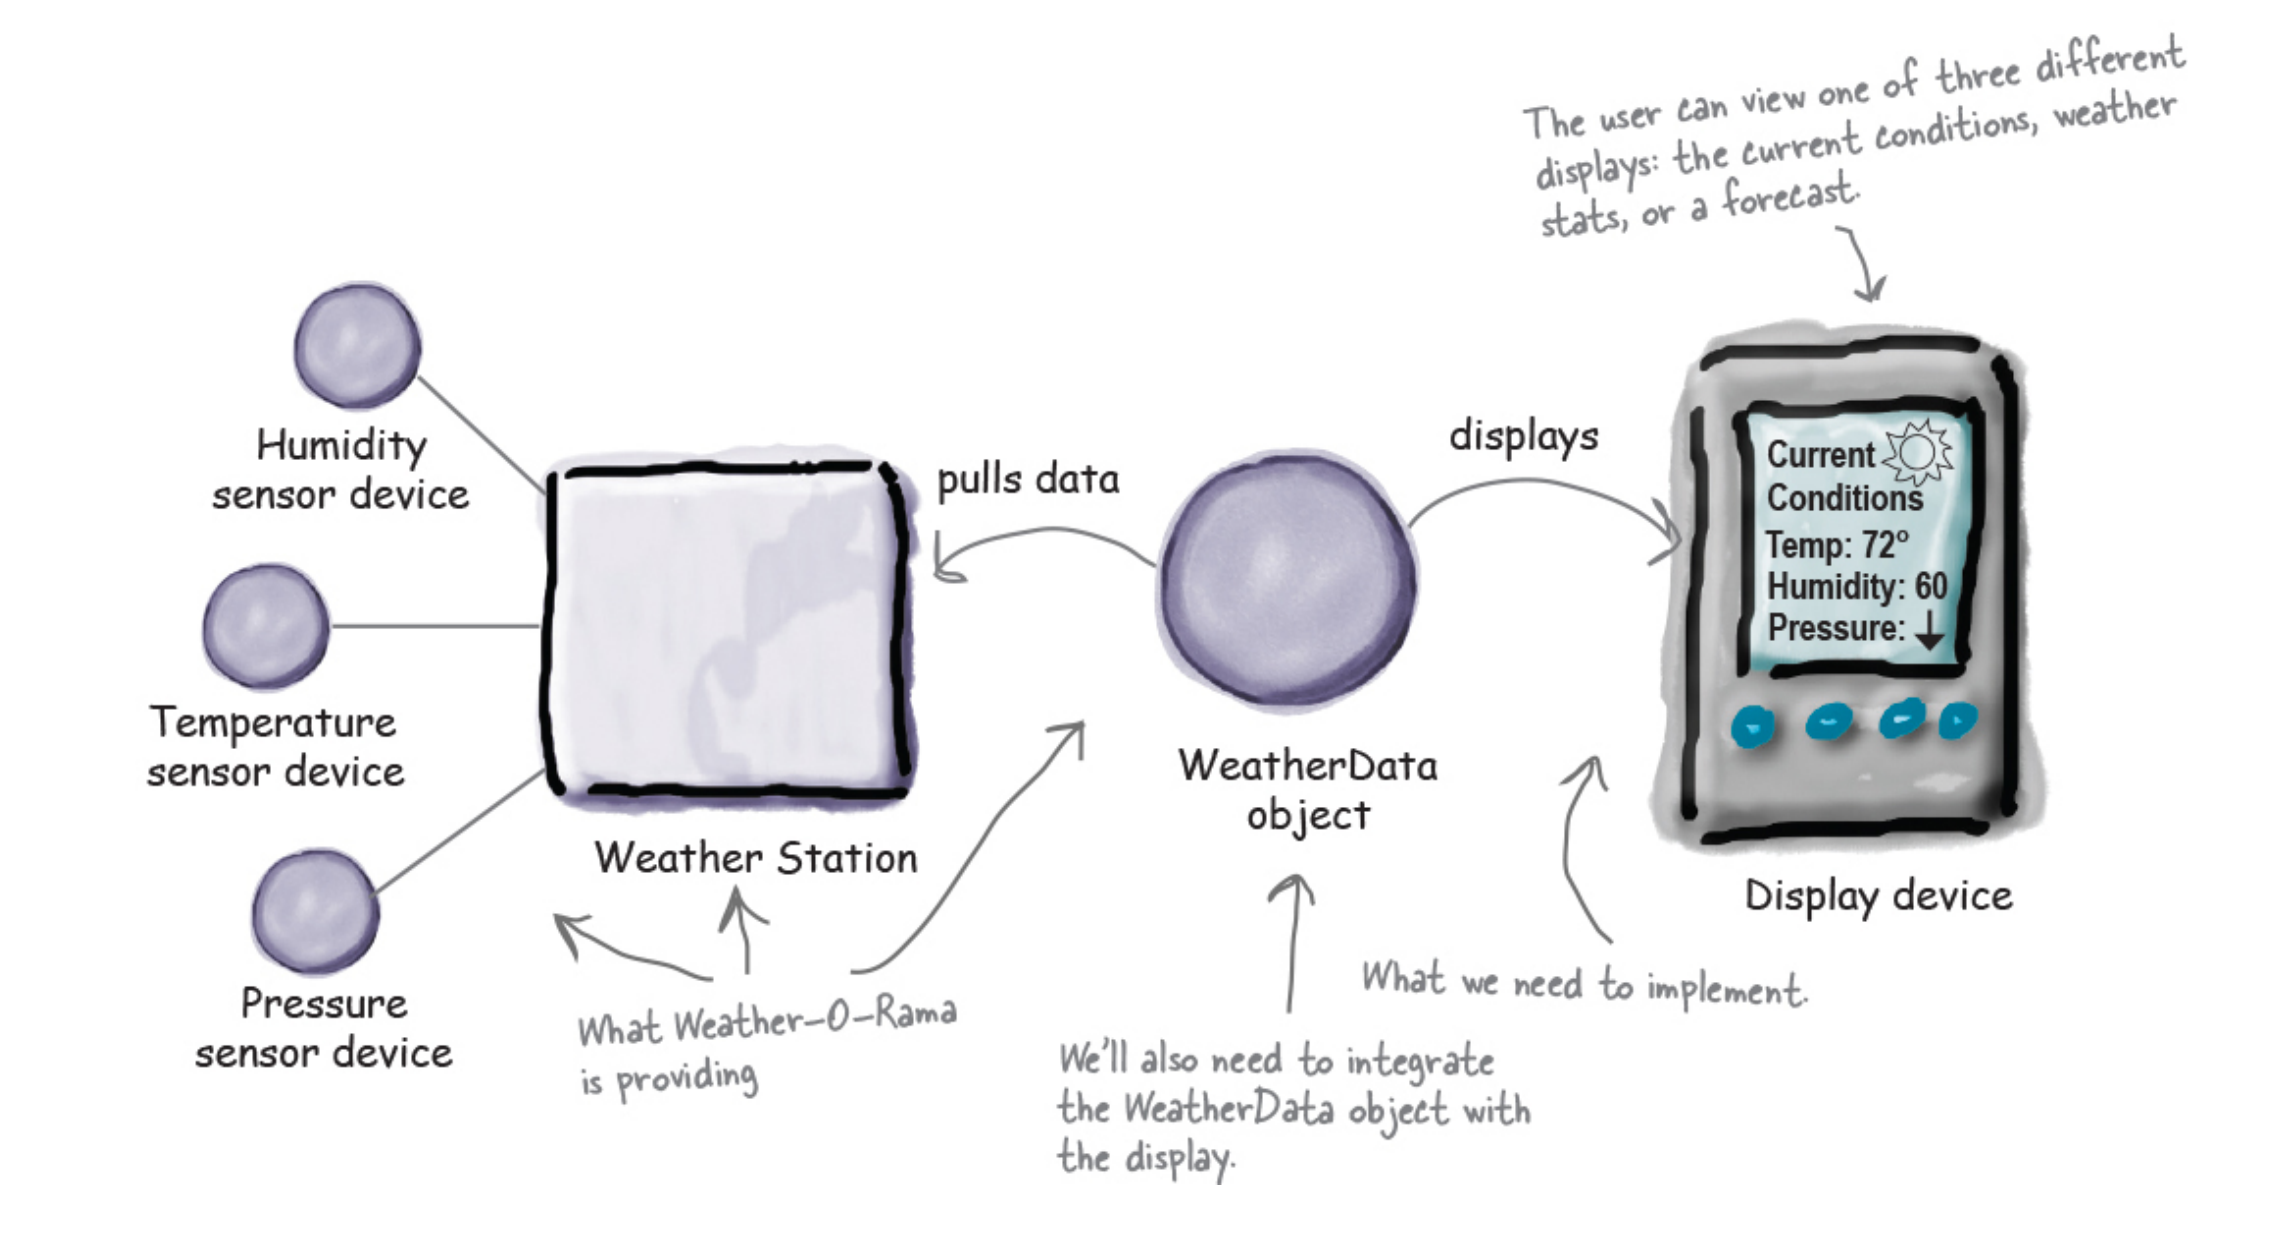 The user can view one of three different
displays: the current conditions, weather
stats, or a forecast.
Humidity
sensor device
Temperature
sensor device
Pressure
sensor device
Weather Station
pulls data
WeatherData
object
displays
Current
Conditions
Temp: 72°
Humidity: 60
Pressure:
Display device
What Weather-O-Rama
is providing
We'll also need to integrate
the WeatherData object with
the display.
What we need to implement.